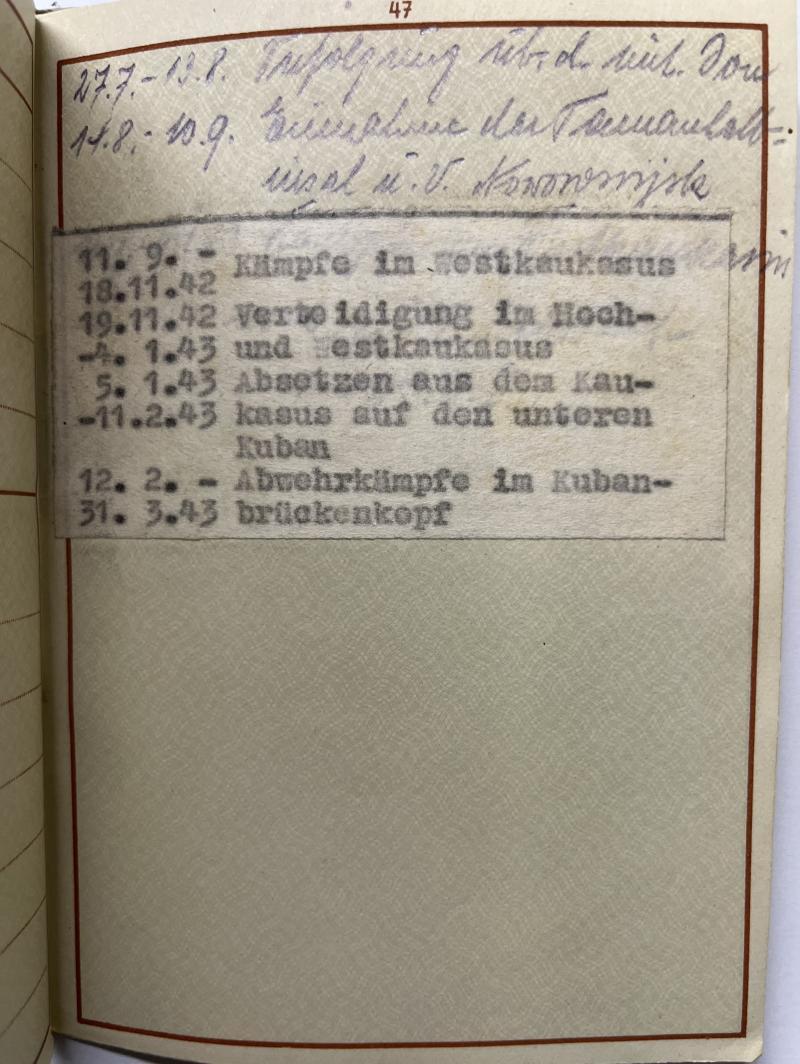 47
27.7.-13.8. Verfolgung üb. d. unt. Don
14.8.-10.9. Einnahme der Tamanhalb=
insel u. V. Noworossijsk
11. 9. - Kämpfe im Westkaukasus
18.11.42
19.11.42 Verteidigung im Hoch-
-4. 1.43 und Westkaukasus
5. 1.43 Absetzen aus dem Kau-
-11.2.43 kasus auf den unteren
Kuban
12. 2. - Abwehrkämpfe im Kuban-
31. 3.43 brückenkopf